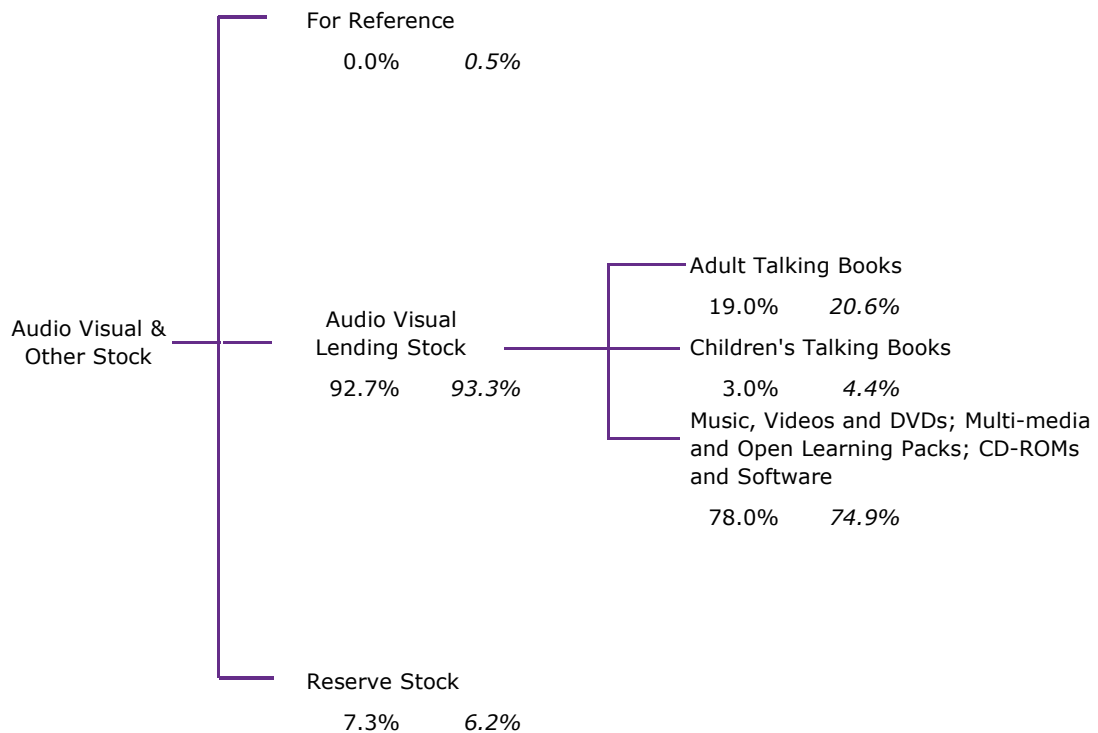 For Reference
0.0% 0.5%
Audio Visual &
Other Stock
Audio Visual
Lending Stock
92.7% 93.3%
Adult Talking Books
19.0% 20.6%
Children's Talking Books
3.0% 4.4%
Music, Videos and DVDs; Multi-media
and Open Learning Packs; CD-ROMs
and Software
78.0% 74.9%
Reserve Stock
7.3% 6.2%